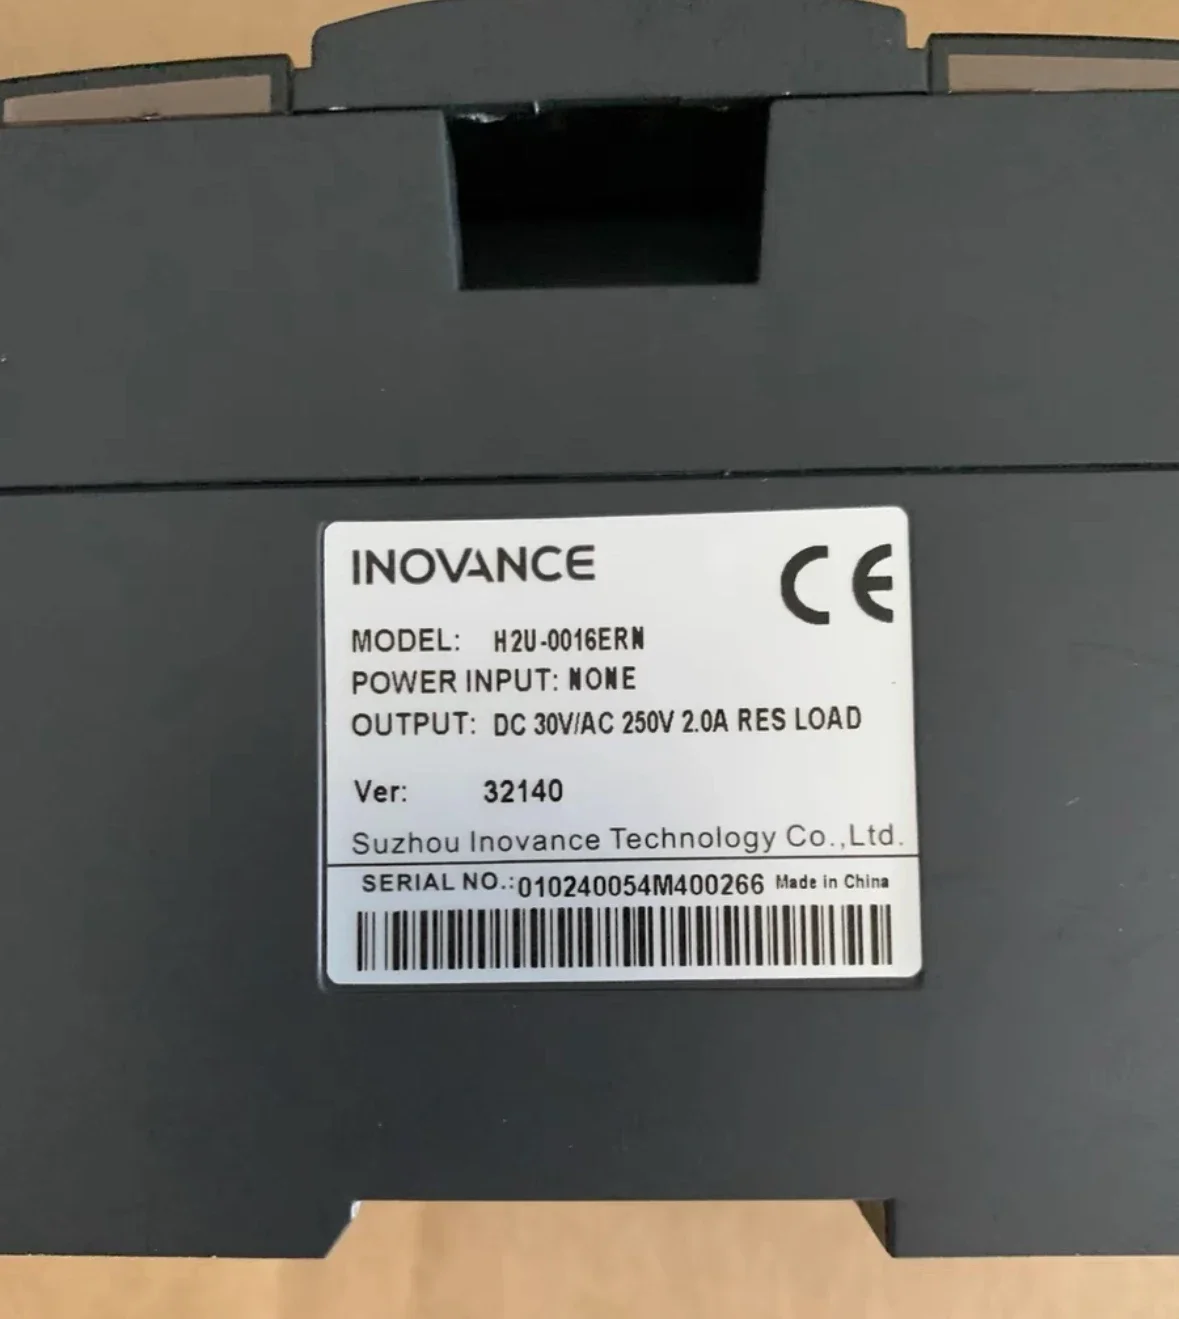 INOVANCE
CE
MODEL: H2U-0016ERN
POWER INPUT: NONE
OUTPUT: DC 30V/AC 250V 2.0A RES LOAD
Ver: 32140
Suzhou Inovance Technology Co.,Ltd.
SERIAL NO.:010240054M400266 Made in China